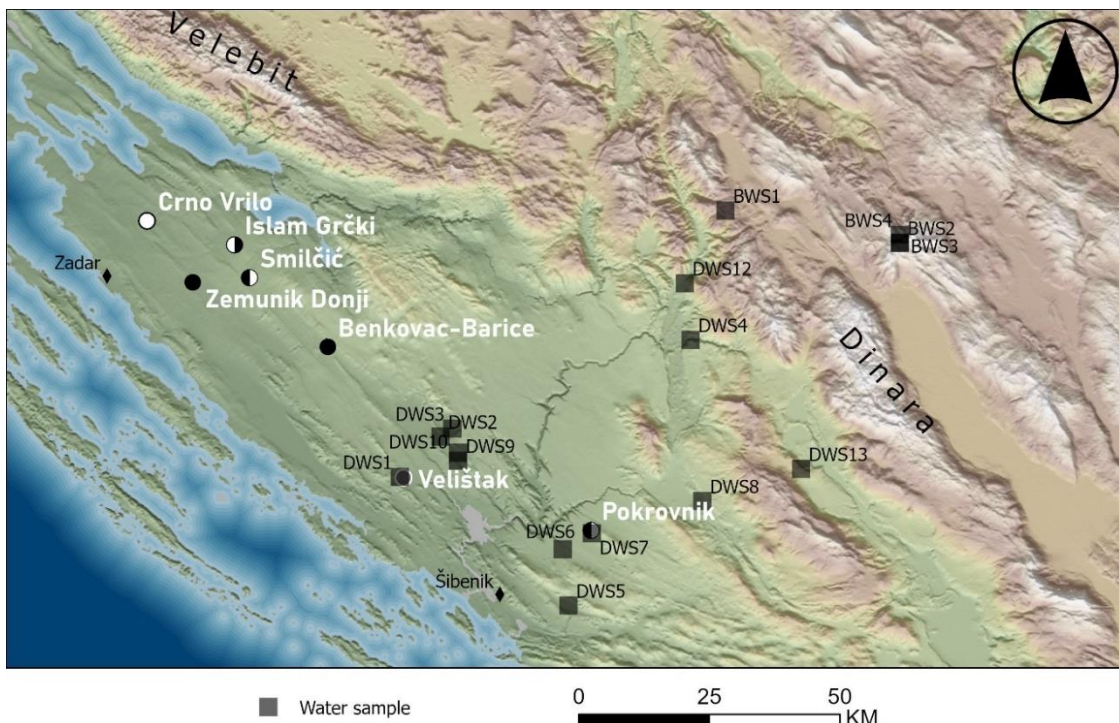 Velebit
Crno Vrilo
Islam Grčki
Smilčić
Zadar
Zemunik Donji
Benkovac-Barice
BWS1
BWS4
BWS2
BWS3
DWS12
DWS4
Dinara
DWS3
DWS2
DWS10
DWS9
DWS1
Velištak
DWS13
DWS8
Pokrovnik
DWS6
DWS7
Šibenik
DWS5
Water sample
0 25 50
KM